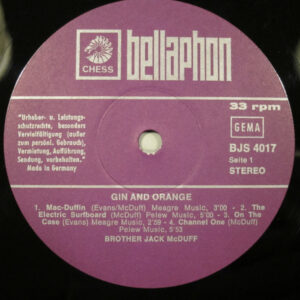 CHESS
bellaphon
33 rpm
"Urheber- u. Leistungs-
schutzrechte, besonders
Vervielfältigung (außer
zum persönl. Gebrauch),
Vermietung, Aufführung,
Sendung, vorbehalten."
Made in Germany
GEMA
BJS 4017
Seite 1
STEREO
GIN AND ORANGE
1. Mac-Duffin (Evans/McDuff) Meagre Music, 3'30 - 2. The
Electric Surfboard (McDuff) Pelew Music, 5'00 - 3. On The
Case (Evans) Meagre Music, 2'59 - 4. Channel One (McDuff)
Pelew Music, 5'53
BROTHER JACK McDUFF